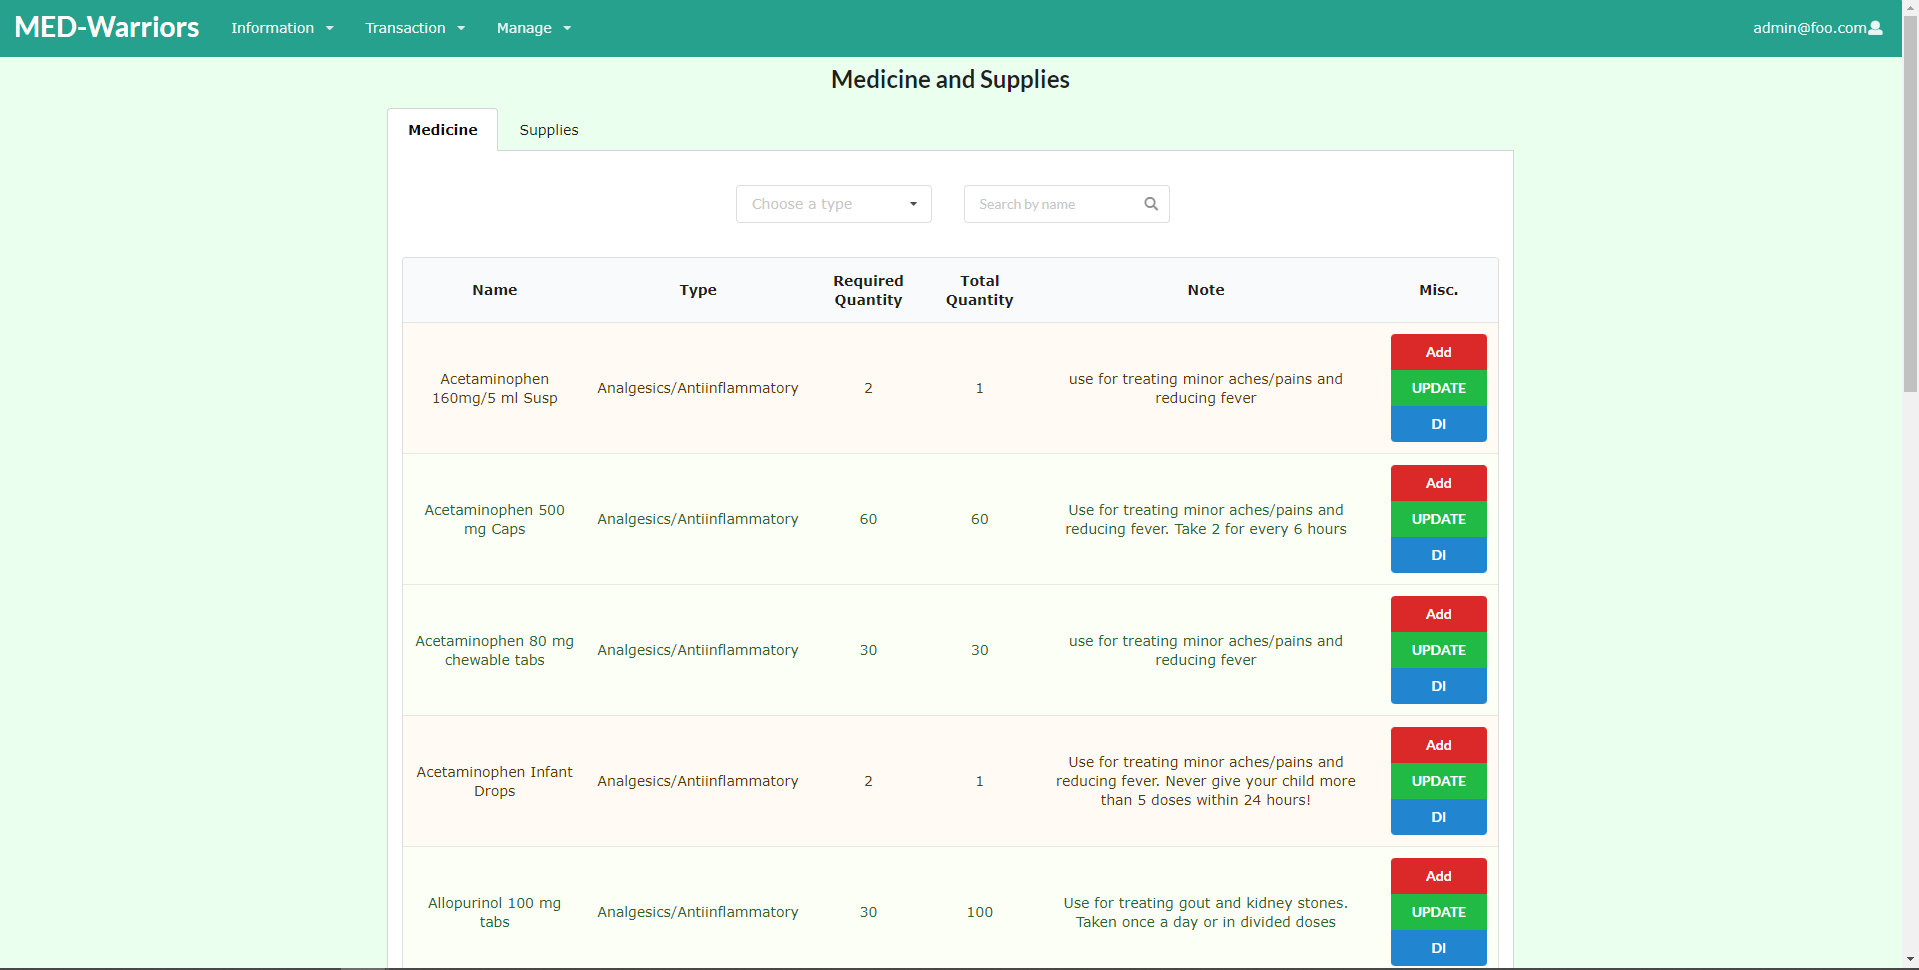 MED-Warriors Information Transaction Manage admin@foo.com
Medicine and Supplies
Medicine Supplies
Choose a type Search by name
Name Type Required Quantity Total Quantity Note Misc.
Acetaminophen
160mg/5 ml Susp
Analgesics/Antiinflammatory
2
1
use for treating minor aches/pains and
reducing fever
Add
UPDATE
DI
Acetaminophen 500
mg Caps
Analgesics/Antiinflammatory
60
60
Use for treating minor aches/pains and
reducing fever. Take 2 for every 6 hours
Add
UPDATE
DI
Acetaminophen 80 mg
chewable tabs
Analgesics/Antiinflammatory
30
30
use for treating minor aches/pains and
reducing fever
Add
UPDATE
DI
Acetaminophen Infant
Drops
Analgesics/Antiinflammatory
2
1
Use for treating minor aches/pains and
reducing fever. Never give your child more
than 5 doses within 24 hours!
Add
UPDATE
DI
Allopurinol 100 mg
tabs
Analgesics/Antiinflammatory
30
100
Use for treating gout and kidney stones.
Taken once a day or in divided doses
Add
UPDATE
DI